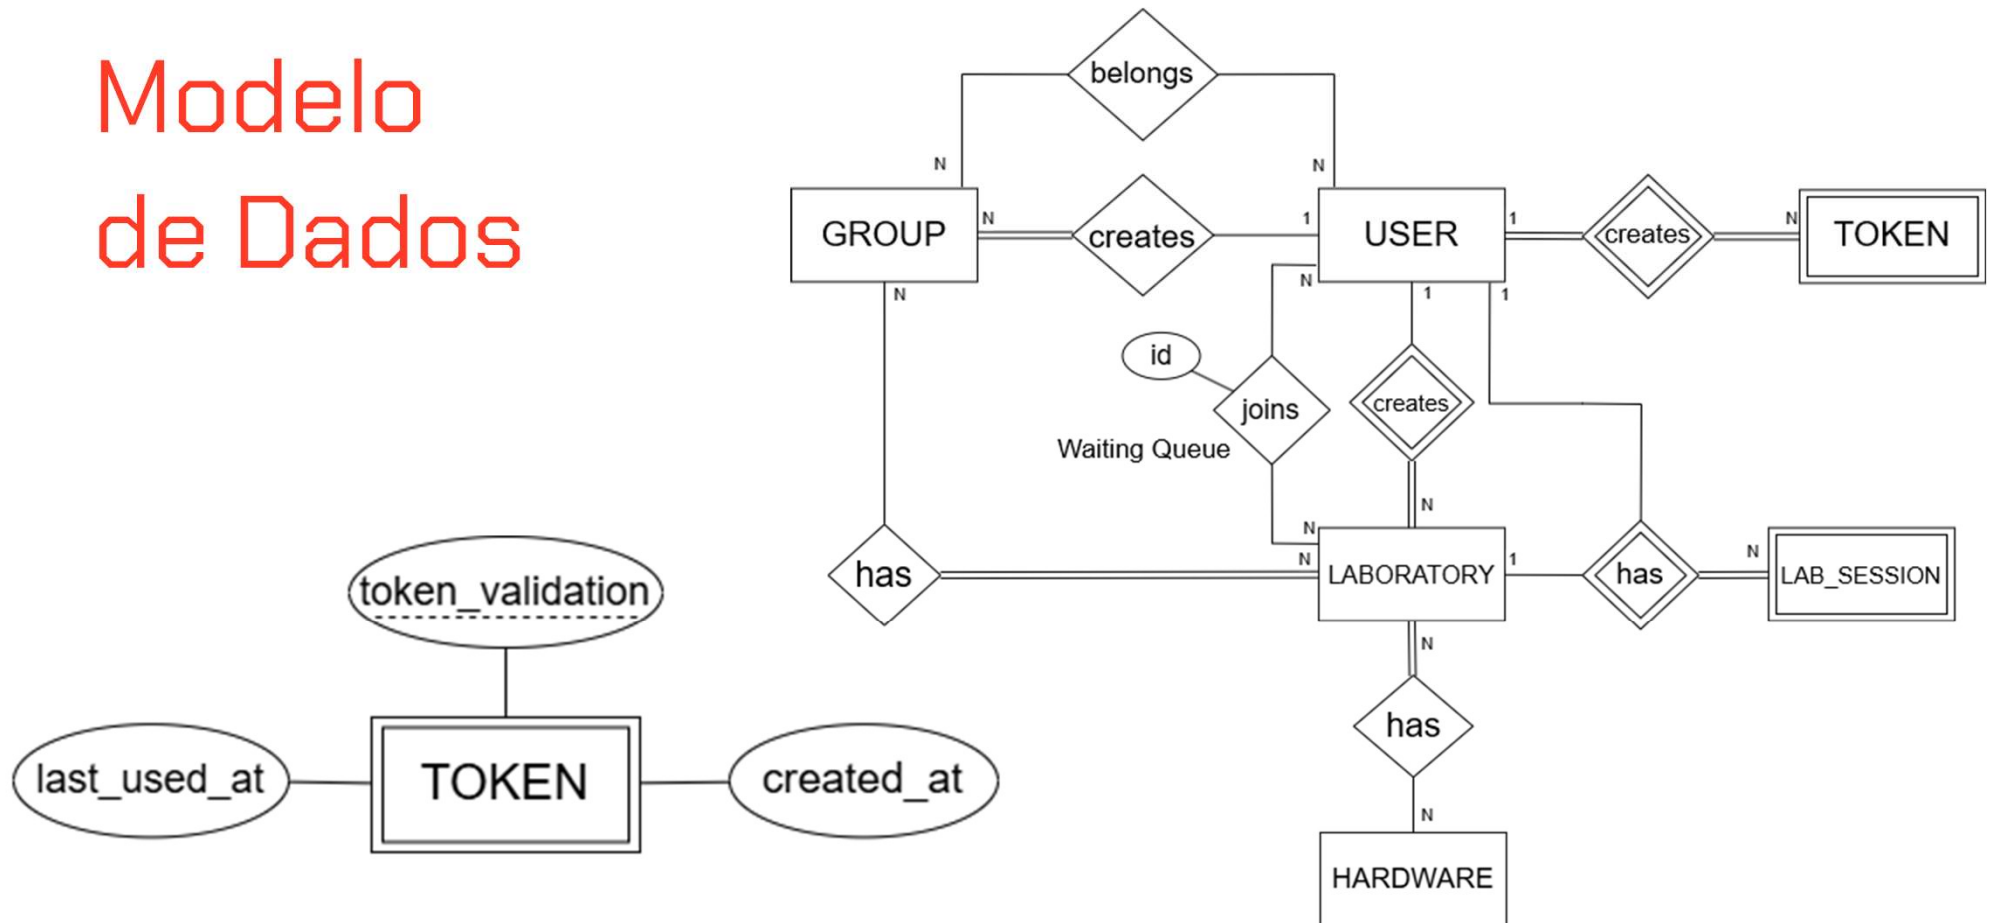 Modelo
de Dados
belongs
N
N
GROUP
N
creates
1
USER
1
creates
N
TOKEN
N
N
1
1
id
joins
creates
Waiting Queue
N
N
N
has
LABORATORY
1
has
N
LAB_SESSION
N
has
N
HARDWARE
token_validation
last_used_at
TOKEN
created_at